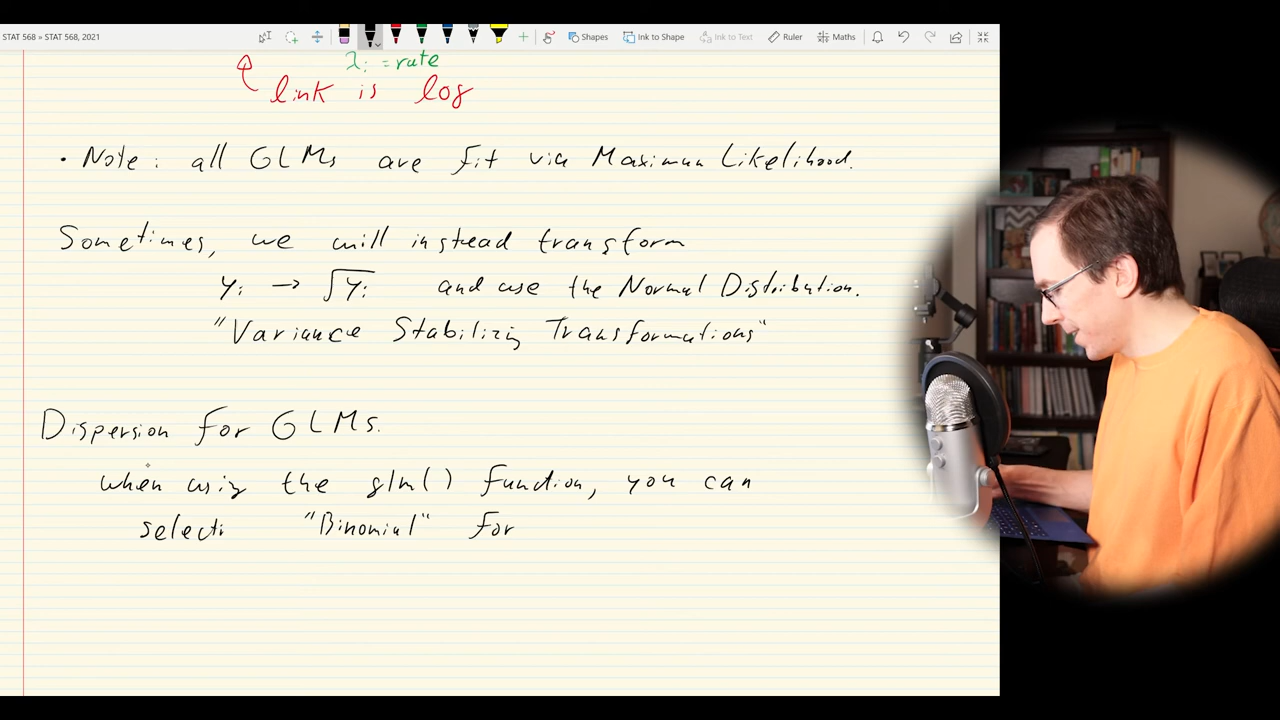 STAT 568 » STAT 568, 2021
Shapes Ink to Shape Ink to Text Ruler Maths
λi = rate
link is log
• Note: all GLMs are fit via Maximum Likelihood.
Sometimes, we will instead transform
yi → √yi and use the Normal Distribution.
"Variance Stabilizing Transformations"
Dispersion for GLMs.
when using the glm() function, you can
select: "Binomial" for